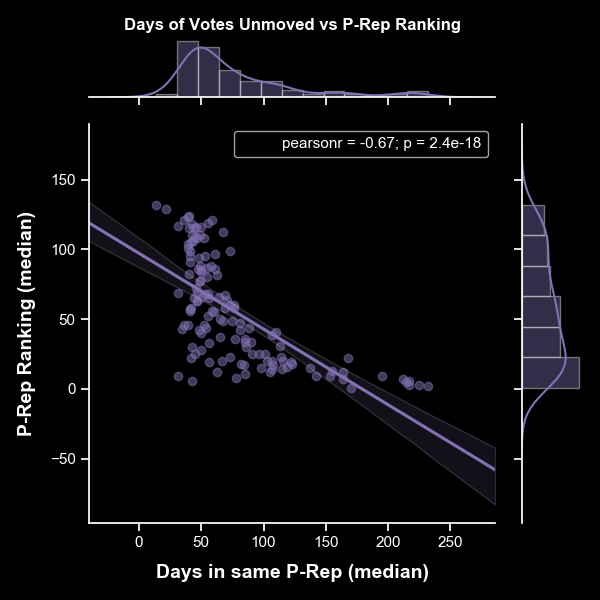 Days of Votes Unmoved vs P-Rep Ranking
pearsonr = -0.67; p = 2.4e-18
150
100
50
0
−50
P-Rep Ranking (median)
0 50 100 150 200 250
Days in same P-Rep (median)